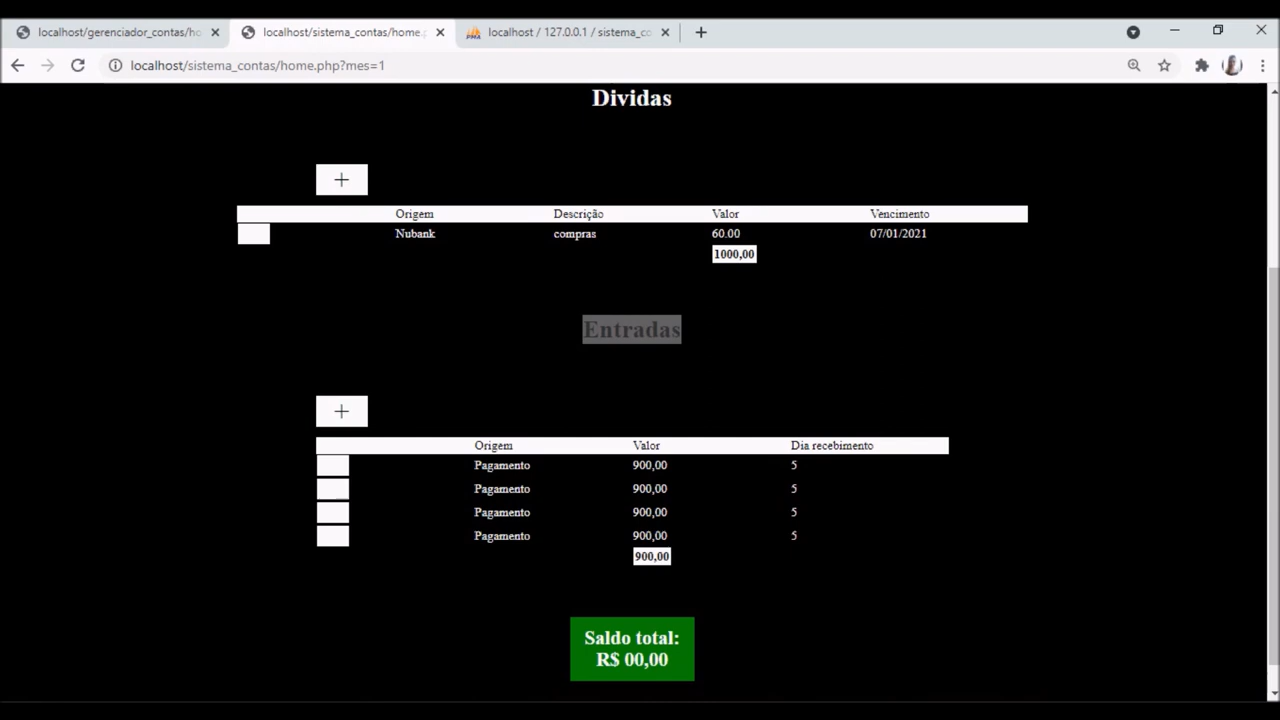 localhost/gerenciador_contas/ho
localhost/sistema_contas/home.p
localhost / 127.0.0.1 / sistema_co
localhost/sistema_contas/home.php?mes=1
Dividas
+
Origem Descrição Valor Vencimento
Nubank compras 60.00 07/01/2021
1000,00
Entradas
+
Origem Valor Dia recebimento
Pagamento 900,00 5
Pagamento 900,00 5
Pagamento 900,00 5
Pagamento 900,00 5
900,00
Saldo total:
R$ 00,00